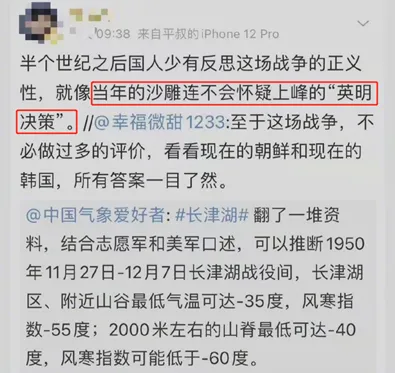 09:38 来自平叔的iPhone 12 Pro
半个世纪之后国人少有反思这场战争的正义
性，就像当年的沙雕连不会怀疑上峰的“英明
决策”。//@幸福微甜1233:至于这场战争，不
必做过多的评价，看看现在的朝鲜和现在的
韩国，所有答案一目了然。
@中国气象爱好者: #长津湖# 翻了一堆资
料，结合志愿军和美军口述，可以推断1950
年11月27日-12月7日长津湖战役间，长津湖
区、附近山谷最低气温可达-35度，风寒指
数-55度；2000米左右的山脊最低可达-40
度，风寒指数可能低于-60度。